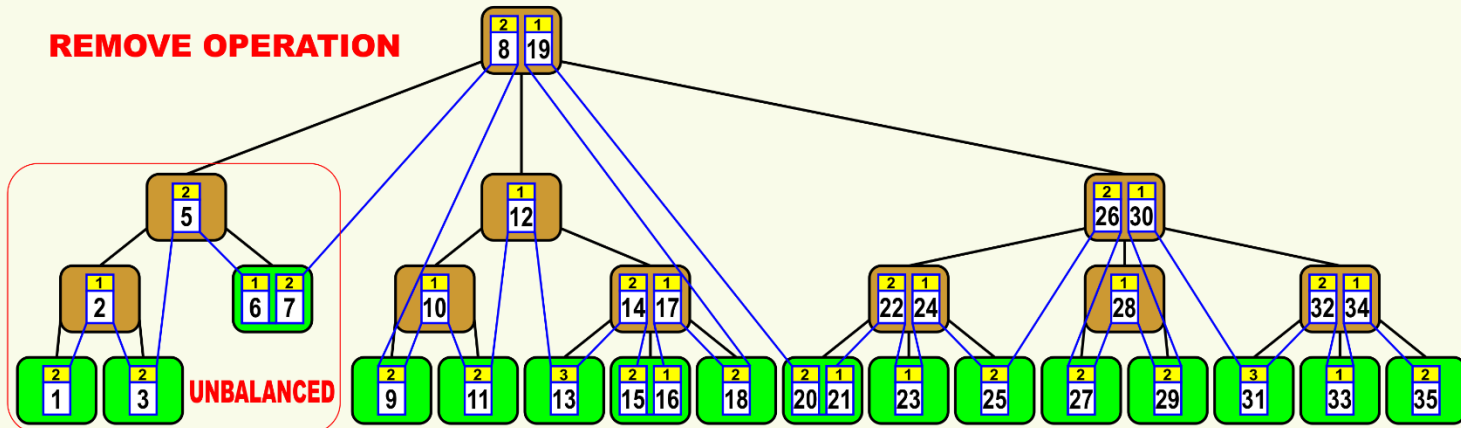 REMOVE OPERATION
2 1
8 19
2 1 2 1
5 12 26 30
1 1 2 1 2 1 2 1 1 2 1
2 6 7 10 14 17 22 24 28 32 34
2 2 2 2 3 2 1 2 2 1 1 2 2 2 3 1 2
1 3 UNBALANCED 9 11 13 15 16 18 20 21 23 25 27 29 31 33 35